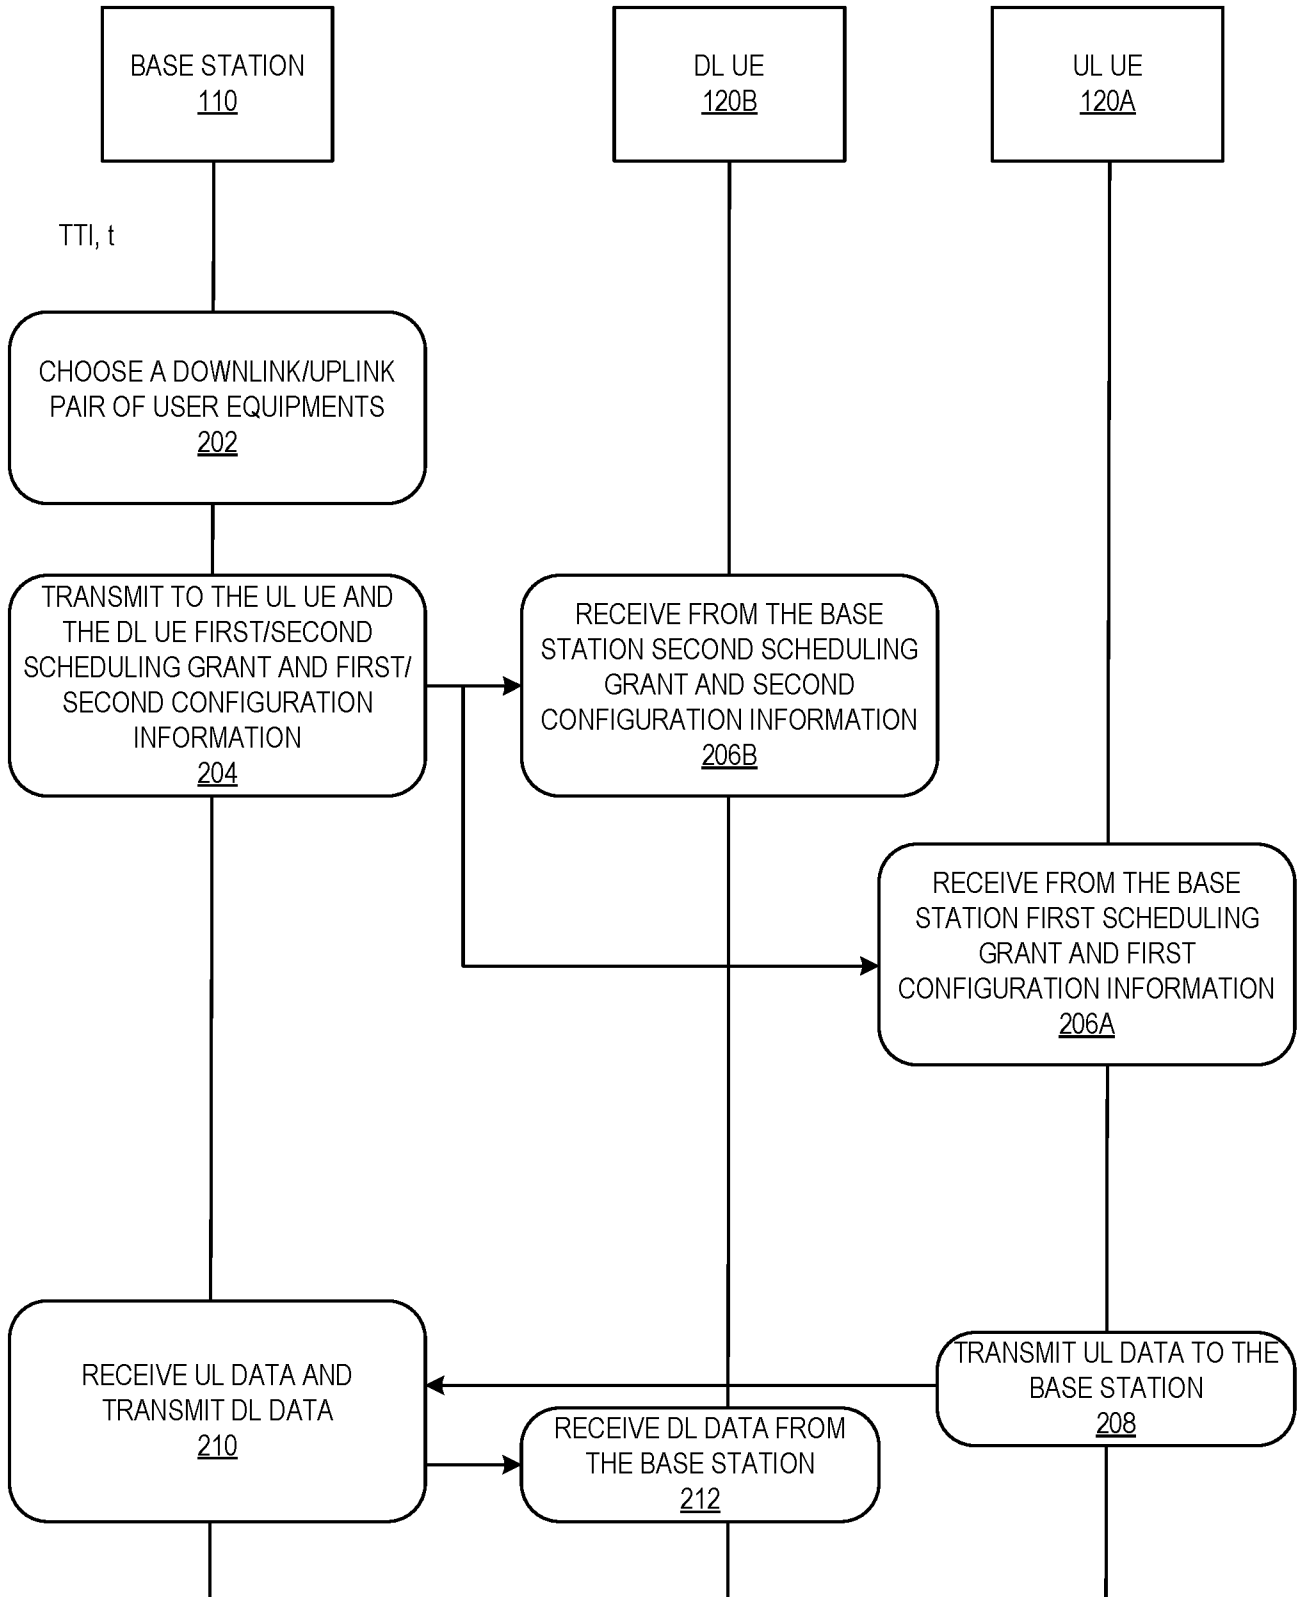 BASE STATION
110
DL UE
120B
UL UE
120A
TTI, t
CHOOSE A DOWNLINK/UPLINK
PAIR OF USER EQUIPMENTS
202
TRANSMIT TO THE UL UE AND
THE DL UE FIRST/SECOND
SCHEDULING GRANT AND FIRST/
SECOND CONFIGURATION
INFORMATION
204
RECEIVE FROM THE BASE
STATION SECOND SCHEDULING
GRANT AND SECOND
CONFIGURATION INFORMATION
206B
RECEIVE FROM THE BASE
STATION FIRST SCHEDULING
GRANT AND FIRST
CONFIGURATION INFORMATION
206A
RECEIVE UL DATA AND
TRANSMIT DL DATA
210
TRANSMIT UL DATA TO THE
BASE STATION
208
RECEIVE DL DATA FROM
THE BASE STATION
212